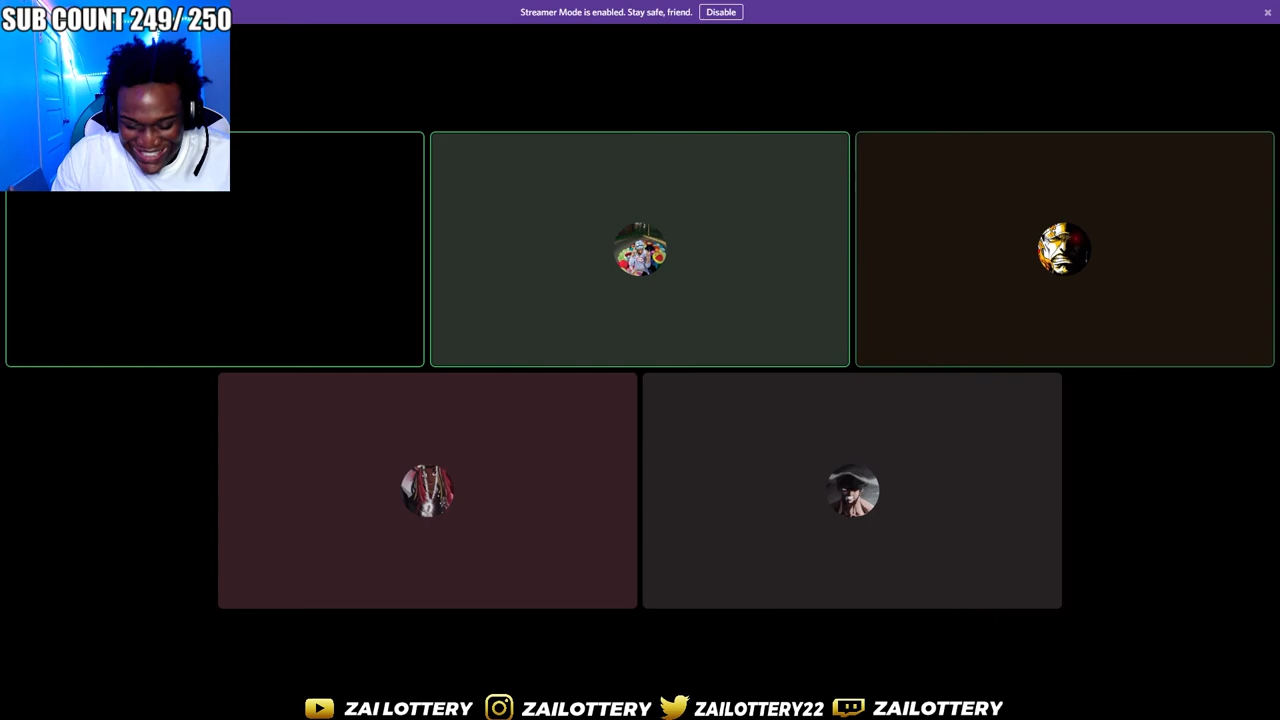 SUB COUNT 249/ 250
Streamer Mode is enabled. Stay safe, friend. Disable
ZAI LOTTERY ZAILOTTERY ZAILOTTERY22 ZAILOTTERY